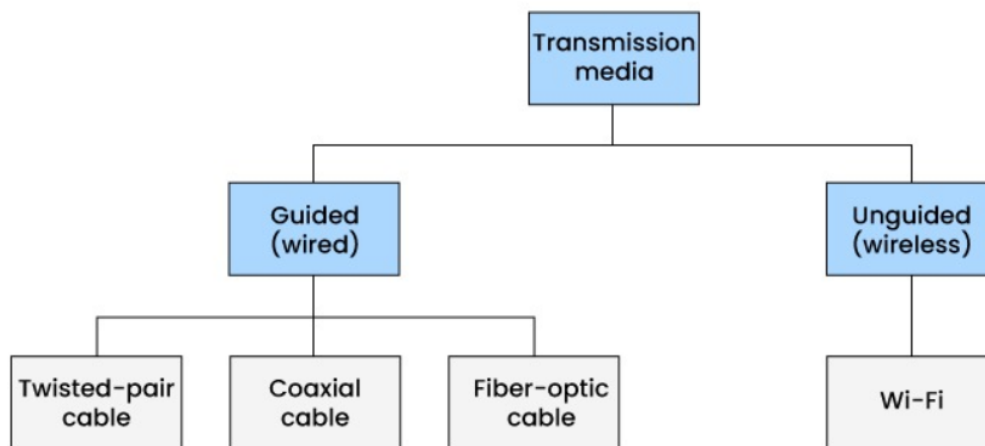 Transmission
media
Guided
(wired)
Unguided
(wireless)
Twisted-pair
cable
Coaxial
cable
Fiber-optic
cable
Wi-Fi